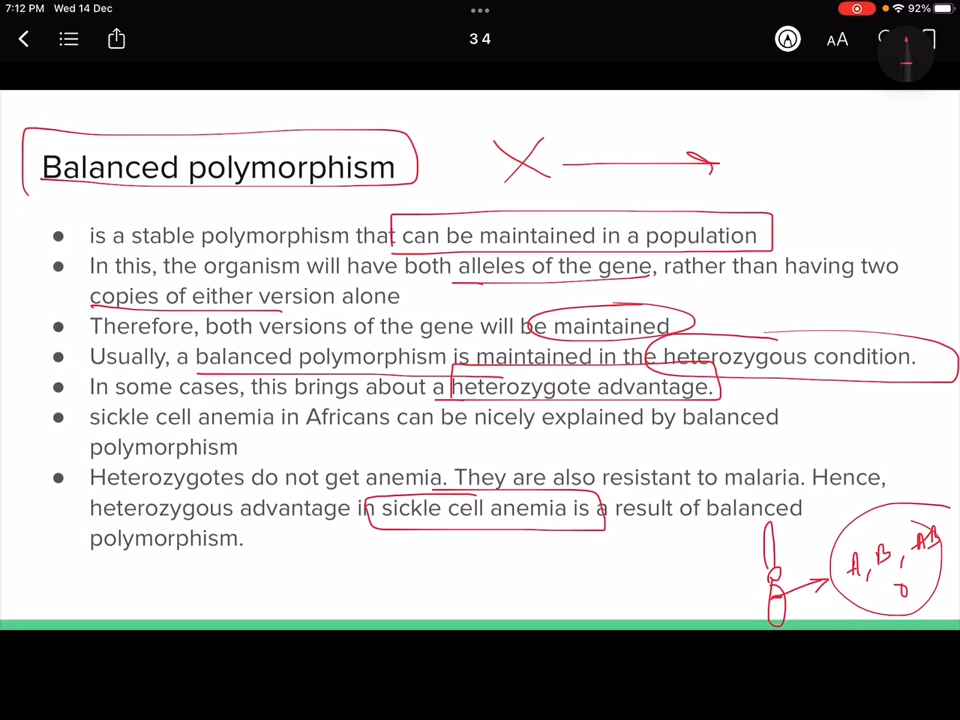 7:12 PM Wed 14 Dec
92%
3 4
AA
Balanced polymorphism
● is a stable polymorphism that can be maintained in a population
● In this, the organism will have both alleles of the gene, rather than having two
copies of either version alone
● Therefore, both versions of the gene will be maintained
● Usually, a balanced polymorphism is maintained in the heterozygous condition.
● In some cases, this brings about a heterozygote advantage.
● sickle cell anemia in Africans can be nicely explained by balanced
polymorphism
● Heterozygotes do not get anemia. They are also resistant to malaria. Hence,
heterozygous advantage in sickle cell anemia is a result of balanced
polymorphism.
A, B, AB
O